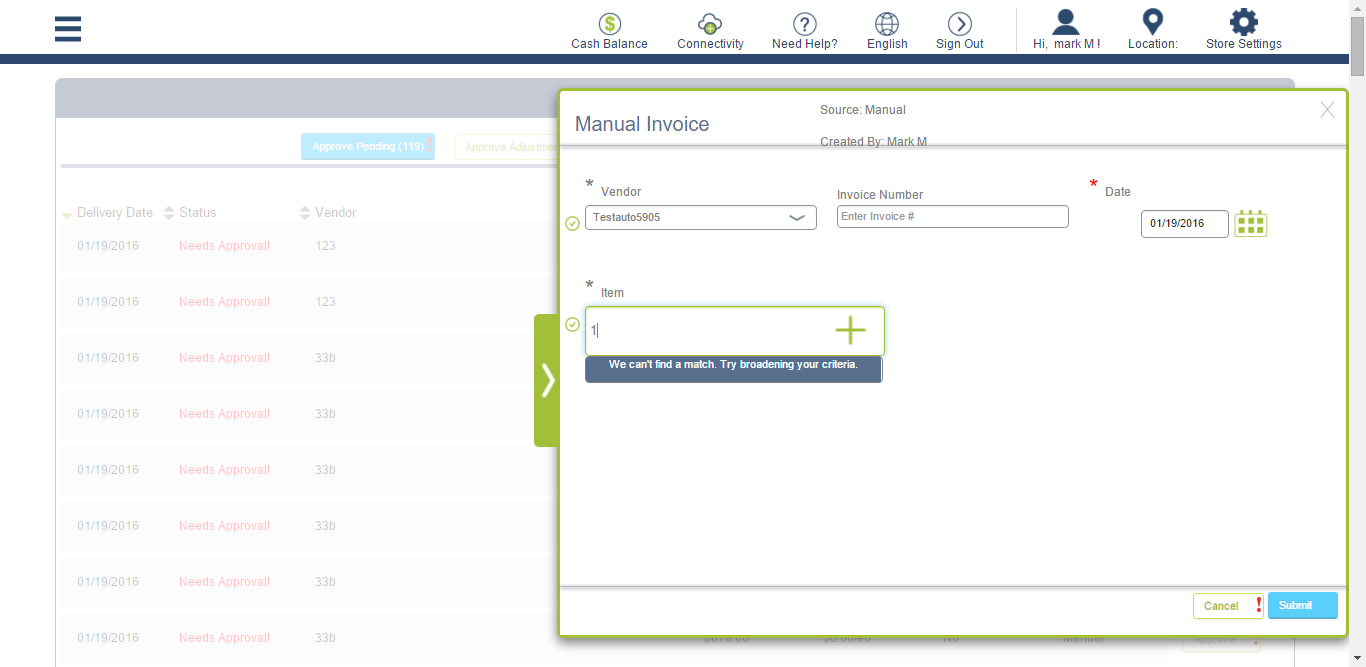 Cash Balance
Connectivity
Need Help?
English
Sign Out
Hi, mark M !
Location:
Store Settings
Approve Pending (119) !
Approve Adjustmen
Delivery Date
Status
Vendor
01/19/2016 Needs Approval! 123
01/19/2016 Needs Approval! 123
01/19/2016 Needs Approval! 33b
01/19/2016 Needs Approval! 33b
01/19/2016 Needs Approval! 33b
01/19/2016 Needs Approval! 33b
01/19/2016 Needs Approval! 33b
01/19/2016 Needs Approval! 33b
Manual Invoice
Source: Manual
Created By: Mark M
X
* Vendor
Testauto5905
Invoice Number
Enter Invoice #
* Date
01/19/2016
* Item
1
We can't find a match. Try broadening your criteria.
Cancel !
Submit
No
Manual
Approve